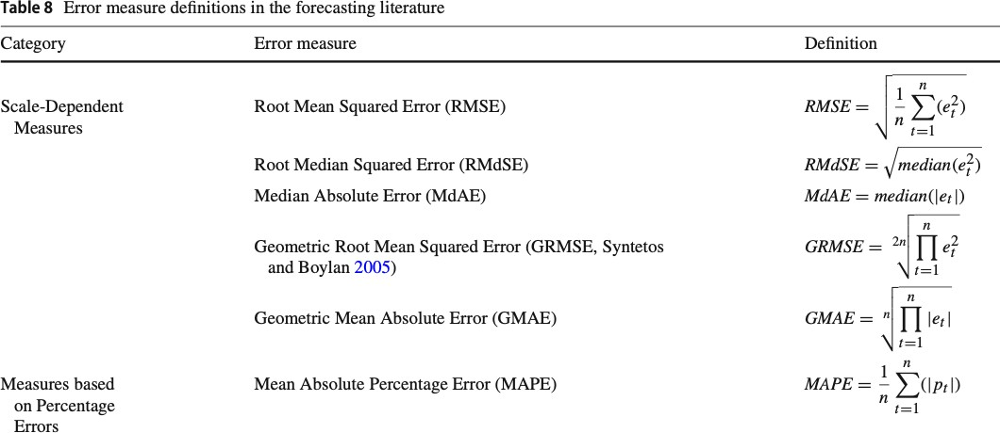 Table 8 Error measure definitions in the forecasting literature
Category Error measure Definition
Scale-Dependent Measures Root Mean Squared Error (RMSE) $RMSE = \sqrt{\frac{1}{n}\sum_{t=1}^{n}(e_t^2)}$
Root Median Squared Error (RMdSE) $RMdSE = \sqrt{median(e_t^2)}$
Median Absolute Error (MdAE) $MdAE = median(|e_t|)$
Geometric Root Mean Squared Error (GRMSE, Syntetos and Boylan 2005) $GRMSE = \sqrt[2n]{\prod_{t=1}^{n} e_t^2}$
Geometric Mean Absolute Error (GMAE) $GMAE = \sqrt[n]{\prod_{t=1}^{n} |e_t|}$
Measures based on Percentage Errors Mean Absolute Percentage Error (MAPE) $MAPE = \frac{1}{n}\sum_{t=1}^{n}(|p_t|)$